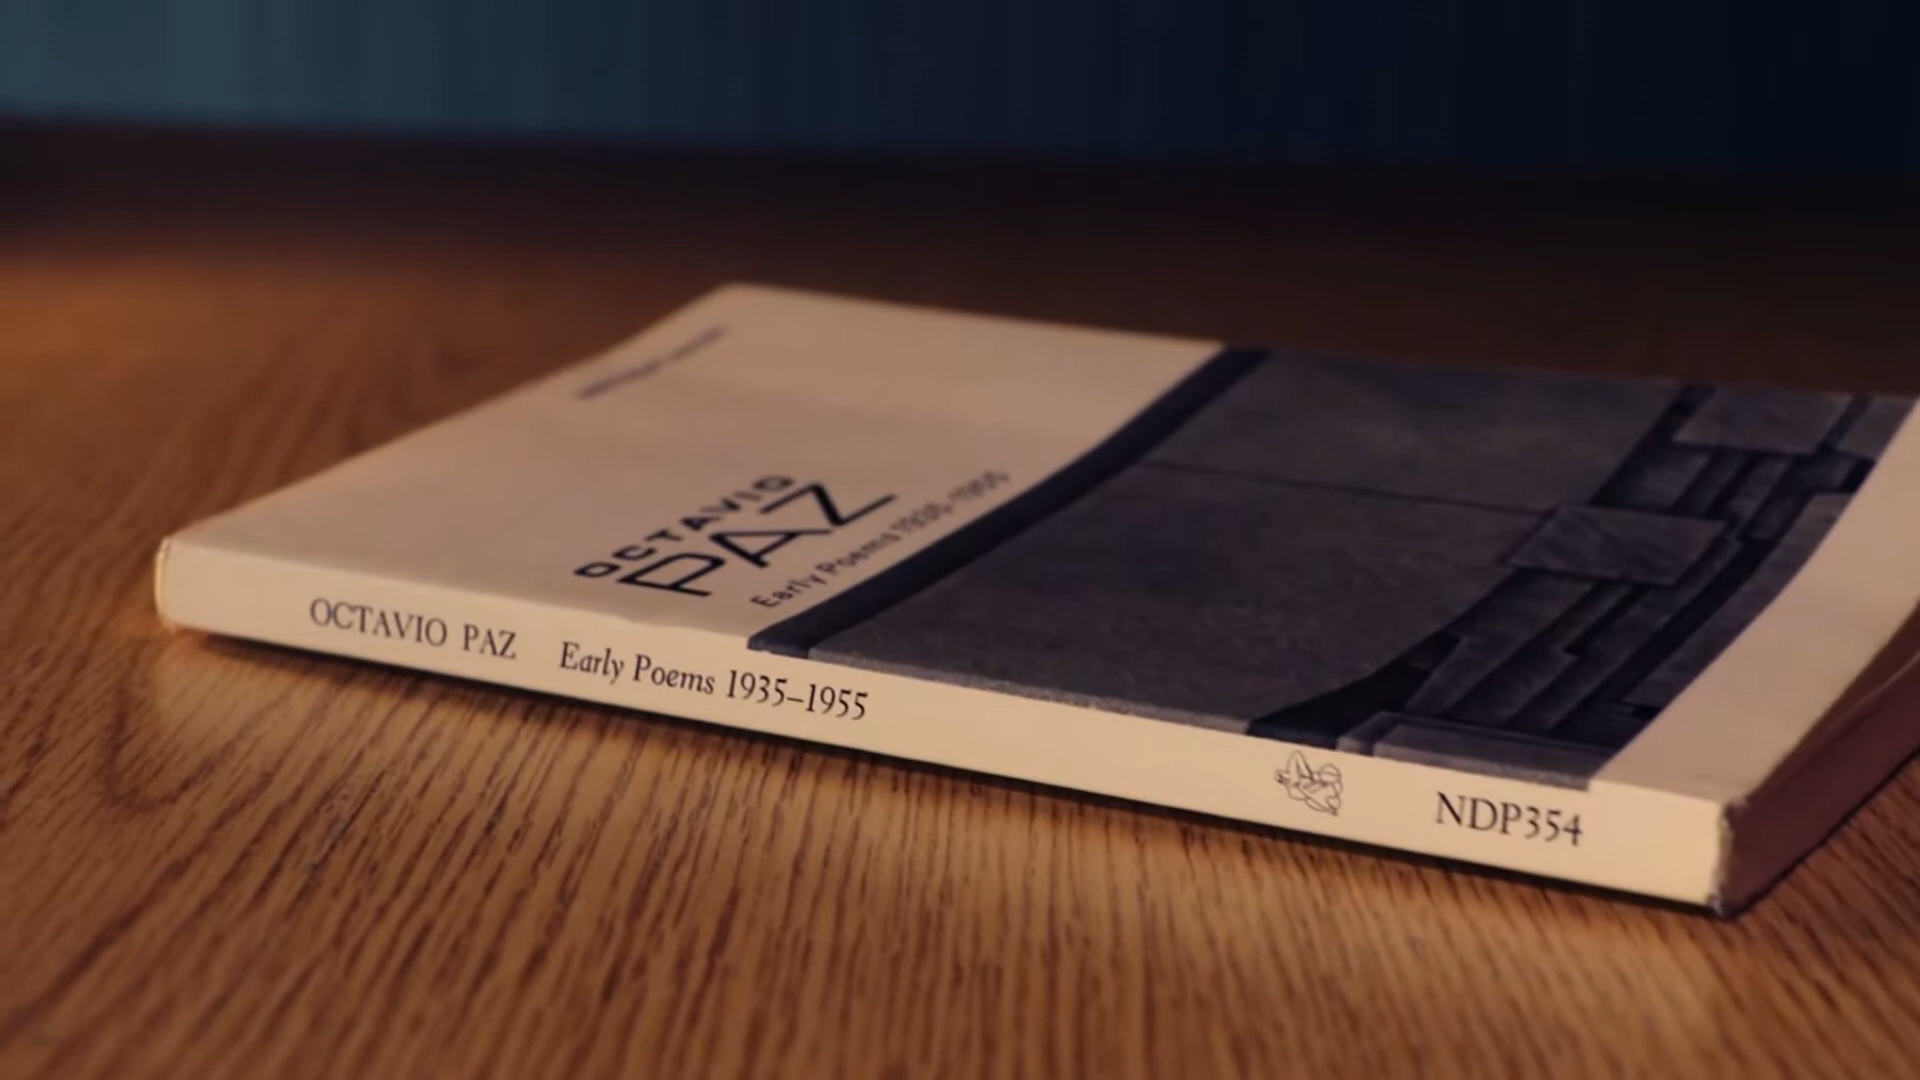 OCTAVIO
PAZ
Early Poems 1935-1955
OCTAVIO PAZ Early Poems 1935–1955 NDP354